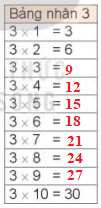 Bảng nhân 3
3 × 1 = 3
3 × 2 = 6
3 × 3 = 9
3 × 4 = 12
3 × 5 = 15
3 × 6 = 18
3 × 7 = 21
3 × 8 = 24
3 × 9 = 27
3 × 10 = 30